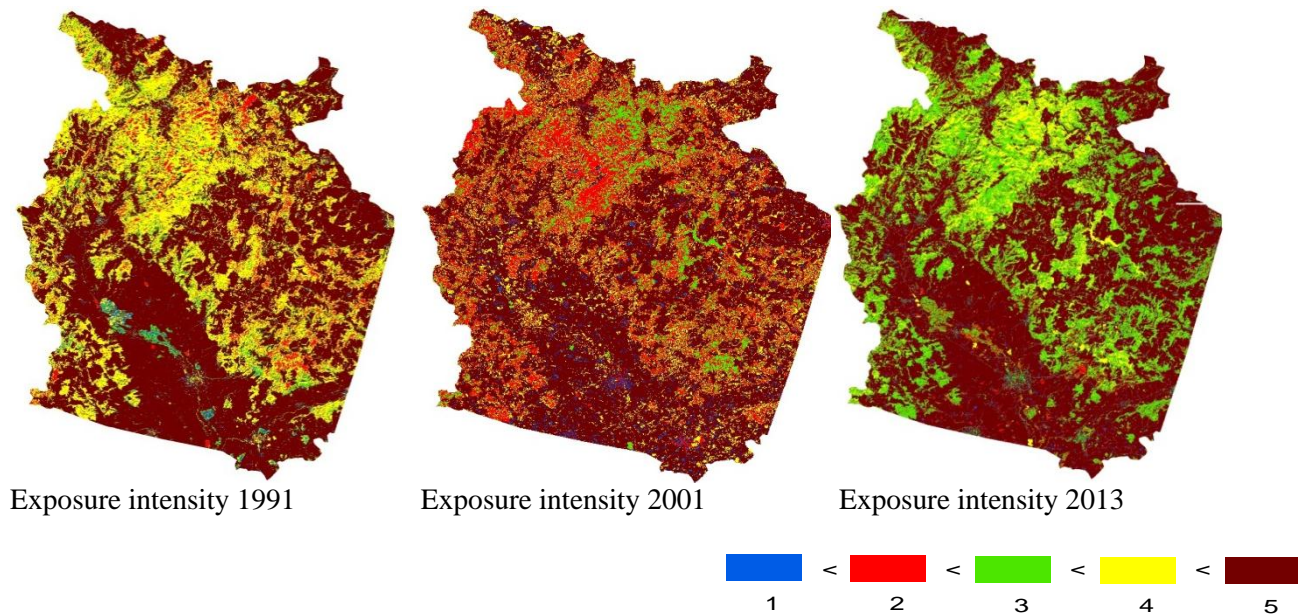 Exposure intensity 1991
Exposure intensity 2001
Exposure intensity 2013
< < < <
1 2 3 4 5